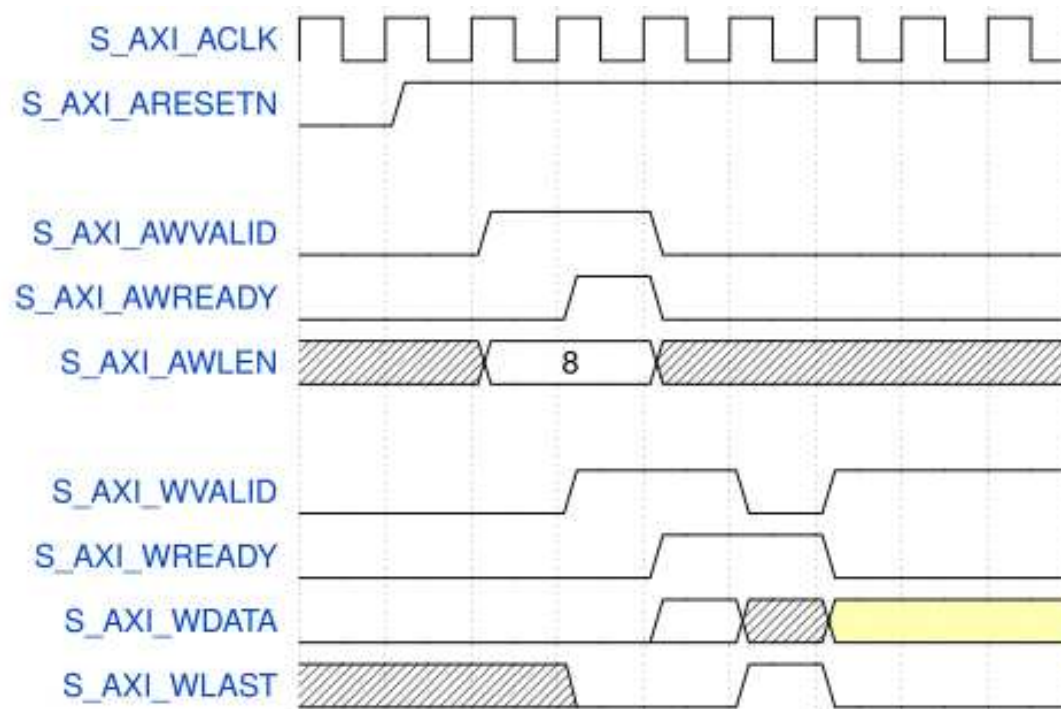 S_AXI_ACLK
S_AXI_ARESETN
S_AXI_AWVALID
S_AXI_AWREADY
S_AXI_AWLEN
8
S_AXI_WVALID
S_AXI_WREADY
S_AXI_WDATA
S_AXI_WLAST